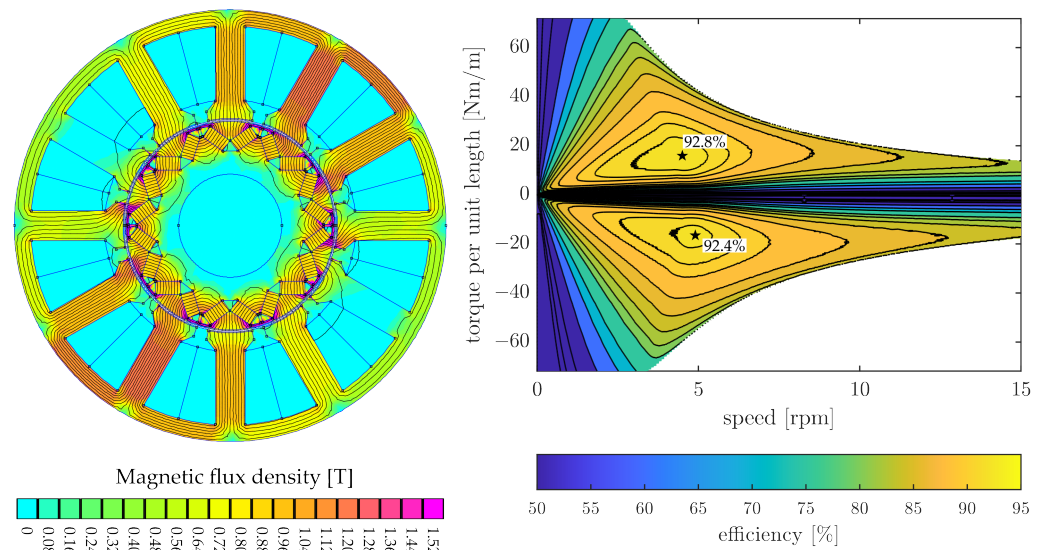 Magnetic flux density [T]
0 0.08 0.16 0.24 0.32 0.40 0.48 0.56 0.64 0.72 0.80 0.88 0.96 1.04 1.12 1.20 1.28 1.36 1.44 1.52
torque per unit length [Nm/m]
60
40
20
0
−20
−40
−60
92.8%
92.4%
0 5 10 15
speed [rpm]
50 55 60 65 70 75 80 85 90 95
efficiency [%]